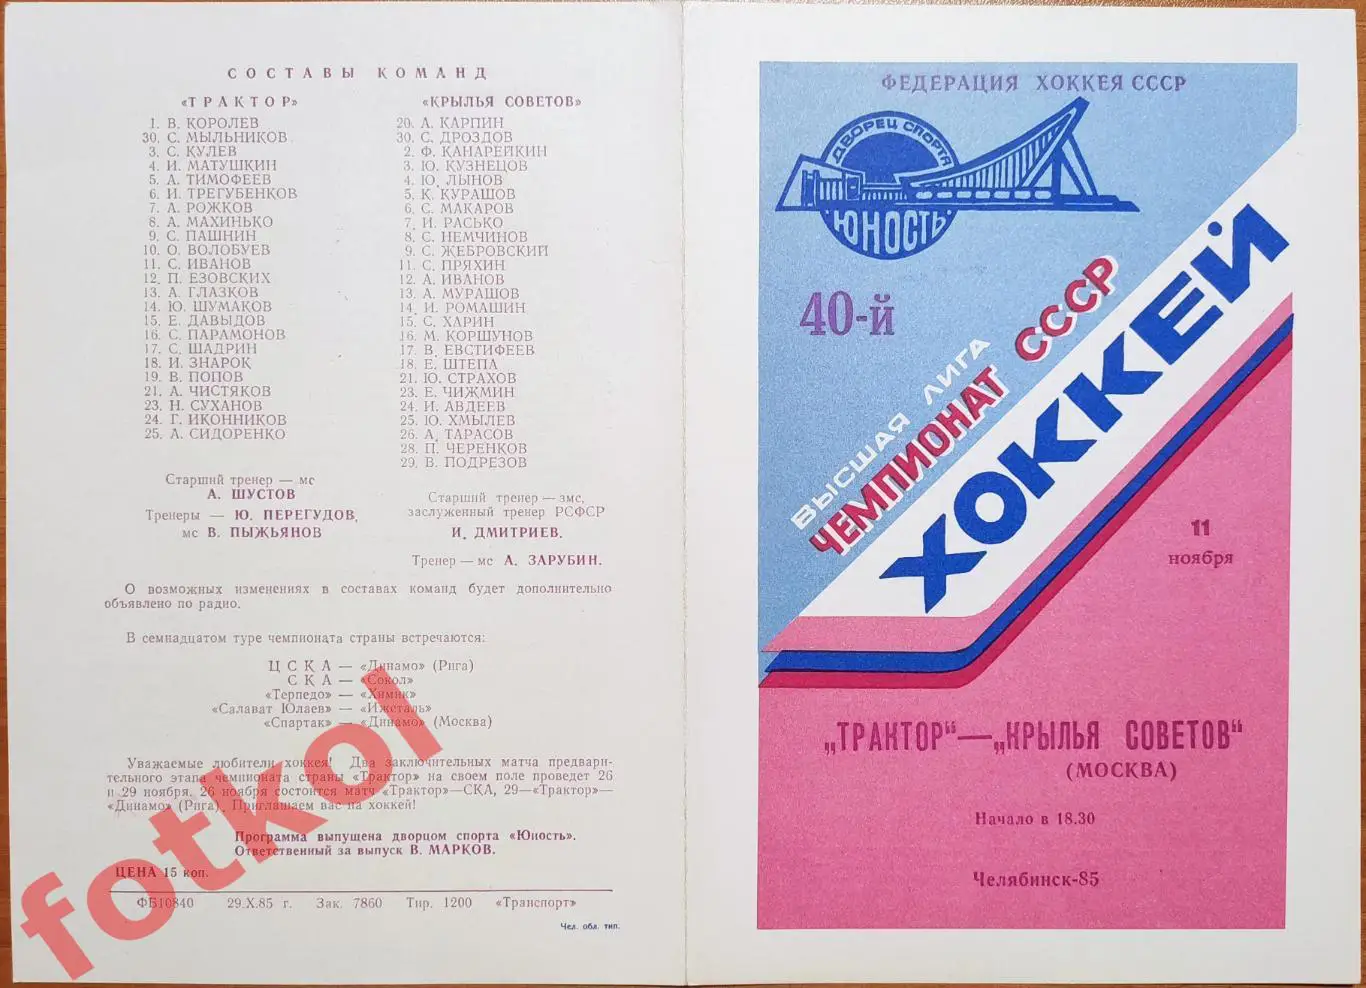 СОСТАВЫ КОМАНД
«ТРАКТОР»
1. В. КОРОЛЕВ
30. С. МЫЛЬНИКОВ
3. С. КУЛЕВ
4. И. МАТУШКИН
5. А. ТИМОФЕЕВ
6. И. ТРЕГУБЕНКОВ
7. А. РОЖКОВ
8. А. МАХИНЬКО
9. С. ПАШНИН
10. О. ВОЛОБУЕВ
11. С. ИВАНОВ
12. П. ЕЗОВСКИХ
13. А. ГЛАЗКОВ
14. Ю. ШУМАКОВ
15. Е. ДАВЫДОВ
16. С. ПАРАМОНОВ
17. С. ШАДРИН
18. И. ЗНАРОК
19. В. ПОПОВ
21. А. ЧИСТЯКОВ
23. Н. СУХАНОВ
24. Г. ИКОННИКОВ
25. А. СИДОРЕНКО
Старший тренер — мс
А. ШУСТОВ
Тренеры — Ю. ПЕРЕГУДОВ,
мс В. ПЫЖЬЯНОВ
«КРЫЛЬЯ СОВЕТОВ»
20. А. КАРПИН
30. С. ДРОЗДОВ
2. Ф. КАНАРЕЙКИН
3. Ю. КУЗНЕЦОВ
4. Ю. ЛЫНОВ
5. К. КУРАШОВ
6. С. МАКАРОВ
7. И. РАСЬКО
8. С. НЕМЧИНОВ
9. С. ЖЕБРОВСКИЙ
11. С. ПРЯХИН
12. А. ИВАНОВ
13. А. МУРАШОВ
14. И. РОМАШИН
15. С. ХАРИН
16. М. КОРШУНОВ
17. В. ЕВСТИФЕЕВ
18. Е. ШТЕПА
21. Ю. СТРАХОВ
23. Е. ЧИЖМИН
24. И. АВДЕЕВ
25. Ю. ХМЫЛЕВ
26. А. ТАРАСОВ
28. П. ЧЕРЕНКОВ
29. В. ПОДРЕЗОВ
Старший тренер — змс,
заслуженный тренер РСФСР
И. ДМИТРИЕВ.
Тренер — мс А. ЗАРУБИН.
О возможных изменениях в составах команд будет дополнительно
объявлено по радио.
В семнадцатом туре чемпионата страны встречаются:
ЦСКА — «Динамо» (Рига)
СКА — «Сокол»
«Терпедо» — «Химик»
«Салават Юлаев» — «Ижсталь»
«Спартак» — «Динамо» (Москва)
Уважаемые любители хоккея! Два заключительных матча предвари-
тельного этапа чемпионата страны «Трактор» на своем поле проведет 26
и 29 ноября. 26 ноября состоится матч «Трактор»—СКА, 29—«Трактор»—
«Динамо» (Рига). Приглашаем вас на хоккей!
Программа выпущена дворцом спорта «Юность».
Ответственный за выпуск В. МАРКОВ.
ЦЕНА 15 коп.
ФБ10840 29.X.85 г. Зак. 7860 Тир. 1200 «Транспорт»
Чел. обл. тип.
fotkol
ФЕДЕРАЦИЯ ХОККЕЯ СССР
ДВОРЕЦ СПОРТА
ЮНОСТЬ
40-й
ВЫСШАЯ ЛИГА
ЧЕМПИОНАТ СССР
ХОККЕЙ
11
ноября
„ТРАКТОР“—„КРЫЛЬЯ СОВЕТОВ“
(МОСКВА)
Начало в 18.30
Челябинск-85